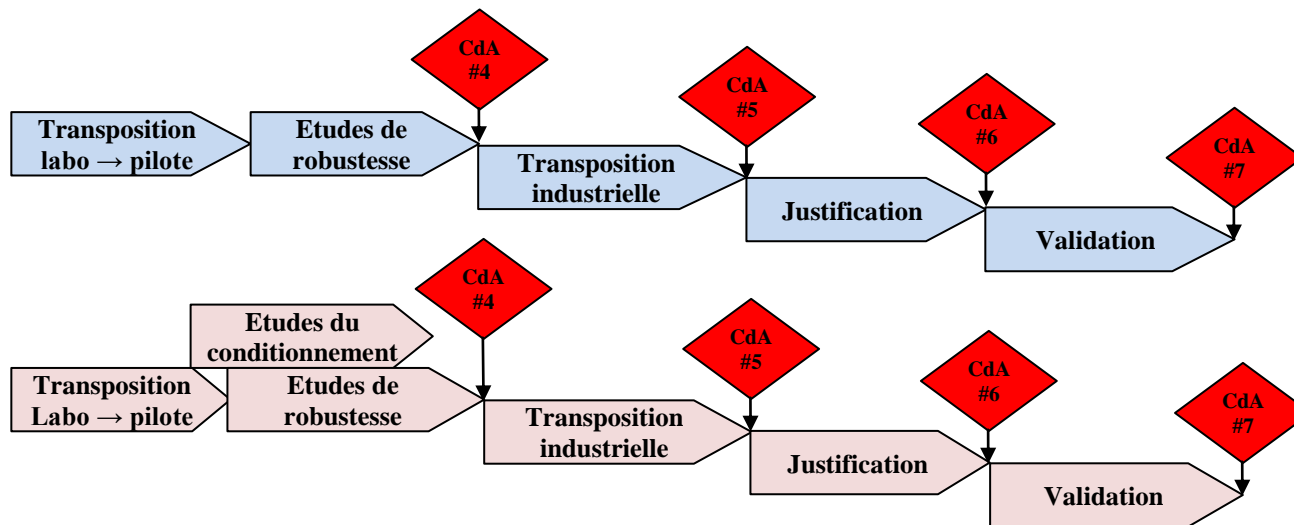 CdA
#4
CdA
#5
CdA
#6
CdA
#7
Transposition
labo → pilote
Etudes de
robustesse
Transposition
industrielle
Justification
Validation
CdA
#4
CdA
#5
CdA
#6
CdA
#7
Etudes du
conditionnement
Transposition
Labo → pilote
Etudes de
robustesse
Transposition
industrielle
Justification
Validation